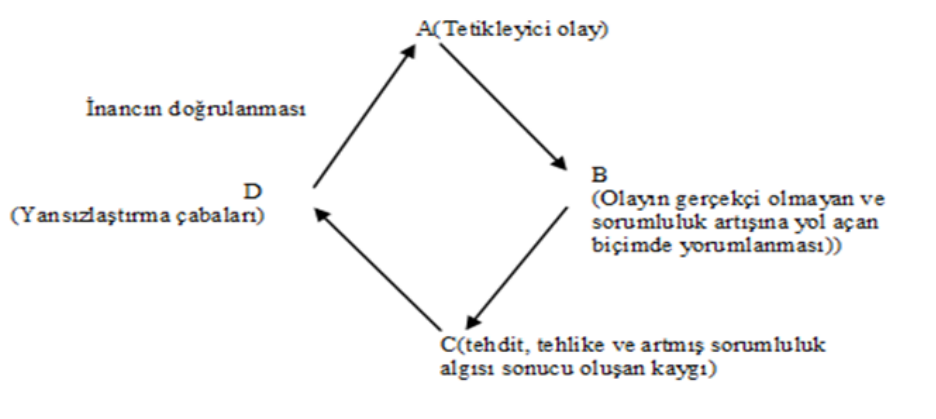 A(Tetikleyici olay)
İnancın doğrulanması
B
(Olayın gerçekçi olmayan ve
sorumluluk artışına yol açan
biçimde yorumlanması))
D
(Yansızlaştırma çabaları)
C(tehdit, tehlike ve artmış sorumluluk
algısı sonucu oluşan kaygı)